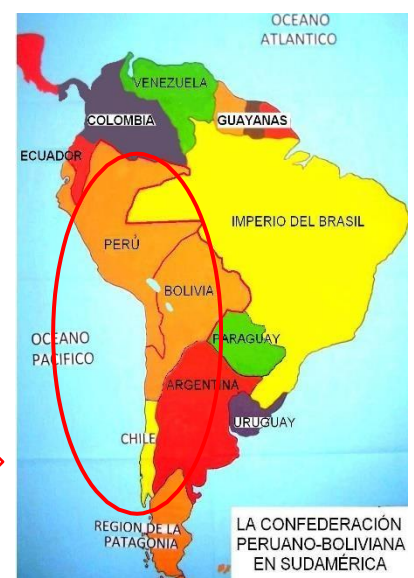 OCEANO
ATLANTICO
VENEZUELA
COLOMBIA
GUAYANAS
ECUADOR
IMPERIO DEL BRASIL
PERÚ
BOLIVIA
OCEANO
PACIFICO
PARAGUAY
ARGENTINA
URUGUAY
CHILE
REGION DE LA
PATAGONIA
LA CONFEDERACIÓN
PERUANO-BOLIVIANA
EN SUDAMÉRICA